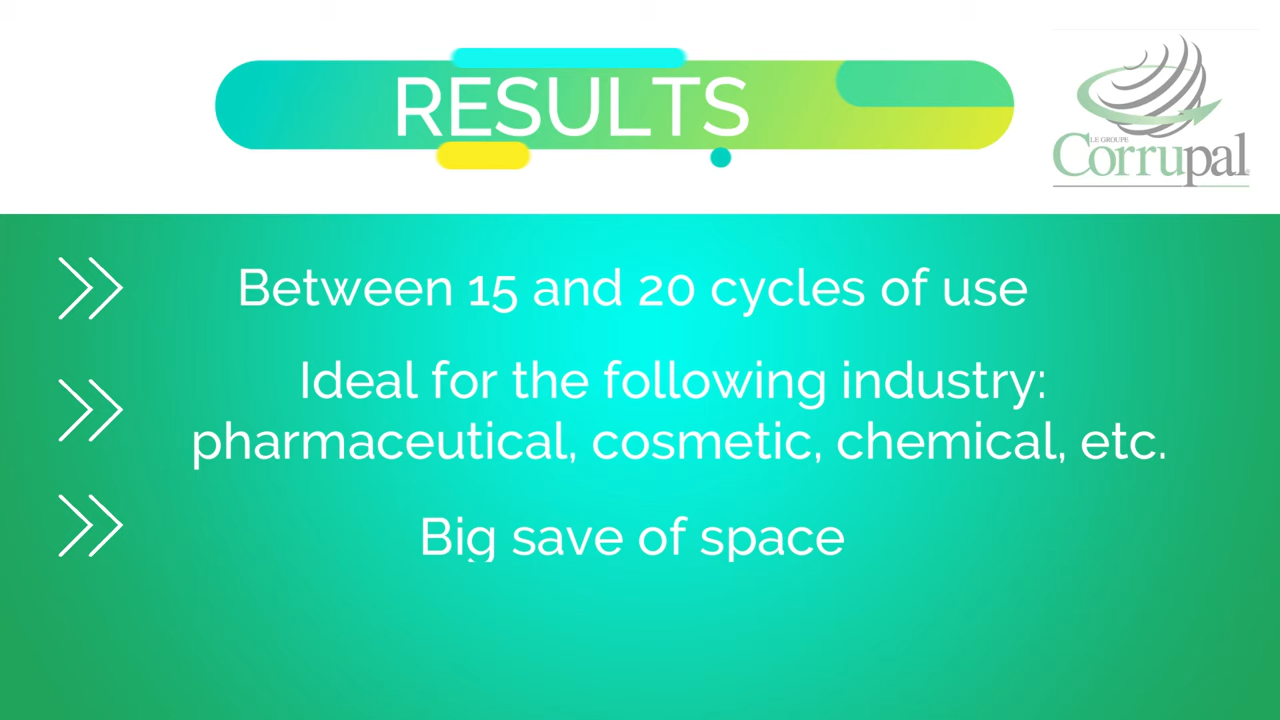 RESULTS
LE GROUPE
Corrupal
Between 15 and 20 cycles of use
Ideal for the following industry:
pharmaceutical, cosmetic, chemical, etc.
Big save of space